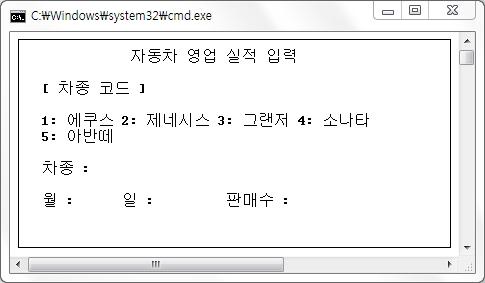 C:\Windows\system32\cmd.exe
자동차 영업 실적 입력
[ 차종 코드 ]
1: 에쿠스 2: 제네시스 3: 그랜저 4: 소나타
5: 아반떼
차종 :
월 : 일 : 판매수 :